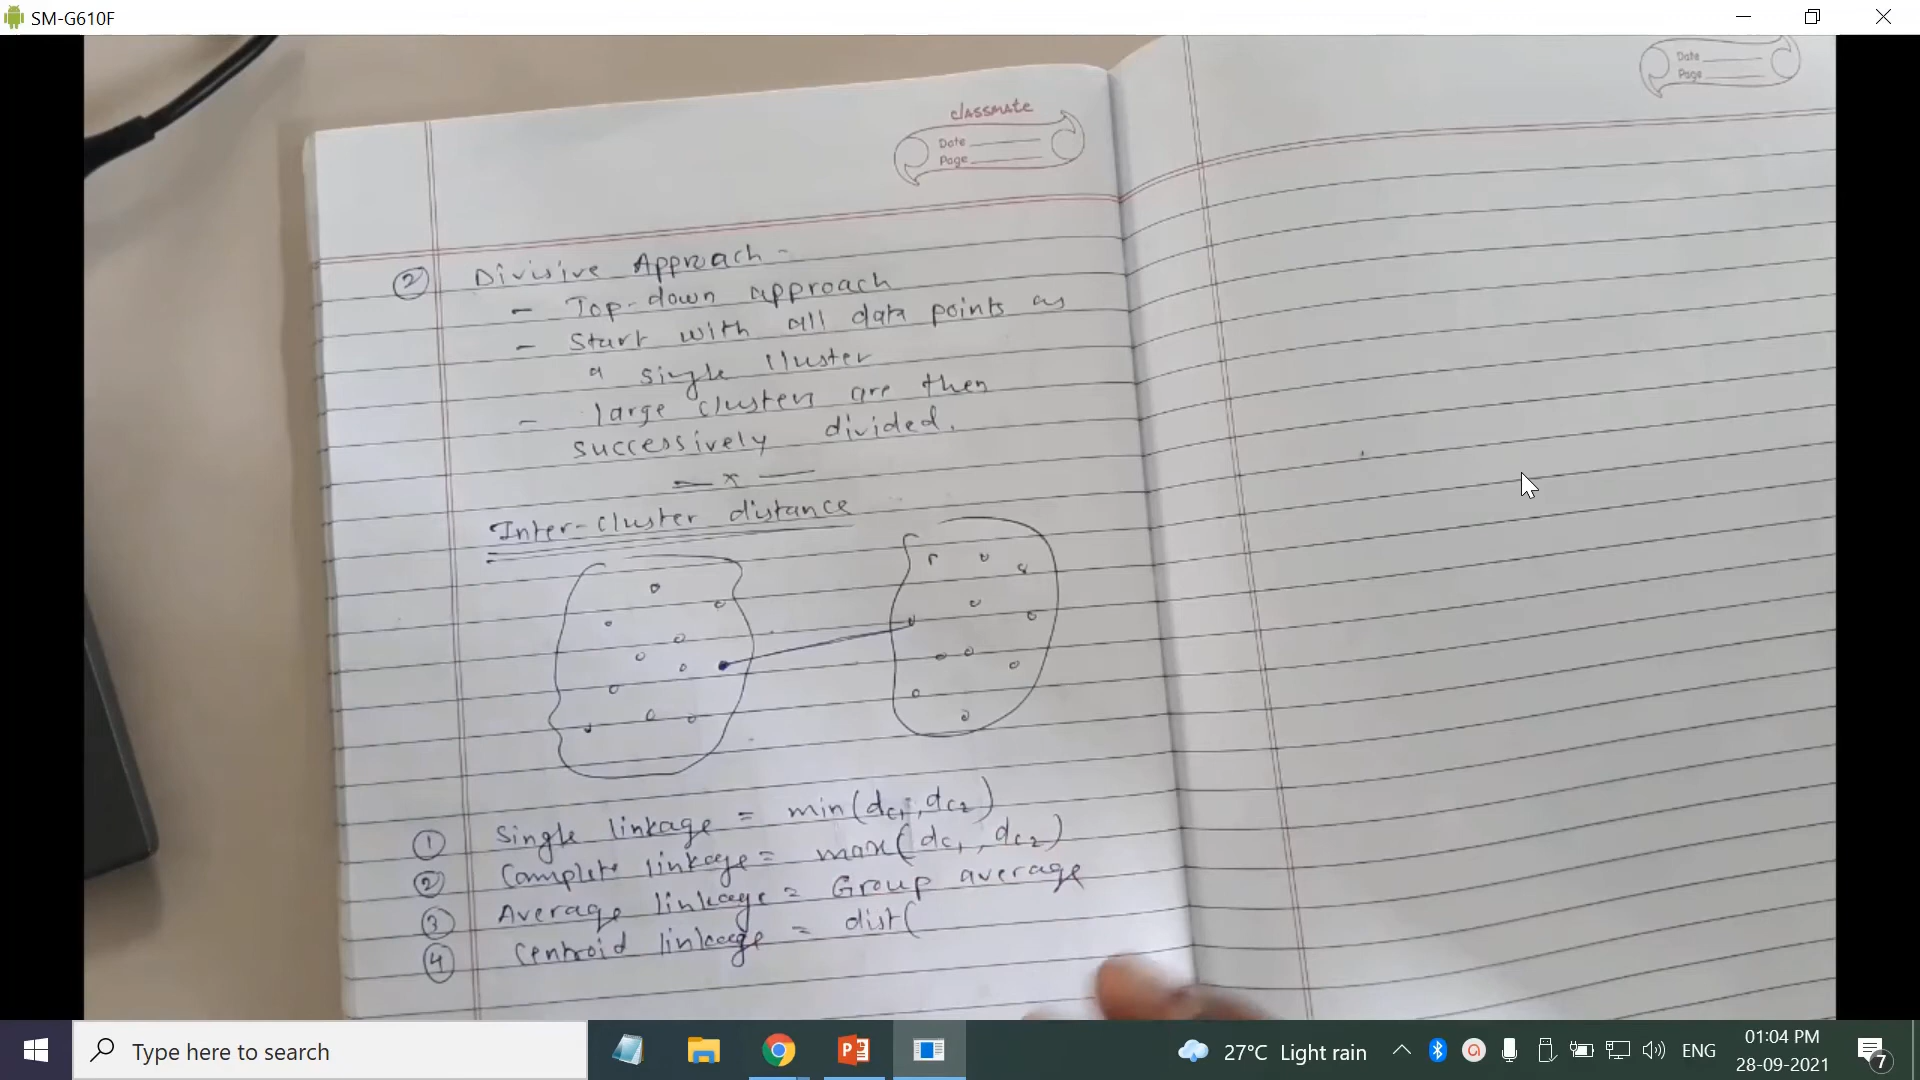 SM-G610F
Date
Page
classmate
Date
Page
② Divisive Approach -
- Top-down approach
- Start with all data points as
a single cluster
- large clusters are then
successively divided.
— x —
Inter-cluster distance
① Single linkage = min(dc₁, dc₂)
② Complete linkage = max(dc₁, dc₂)
③ Average linkage = Group average
④ Centroid linkage = dist(
Type here to search
27°C Light rain
ENG
01:04 PM
28-09-2021
7